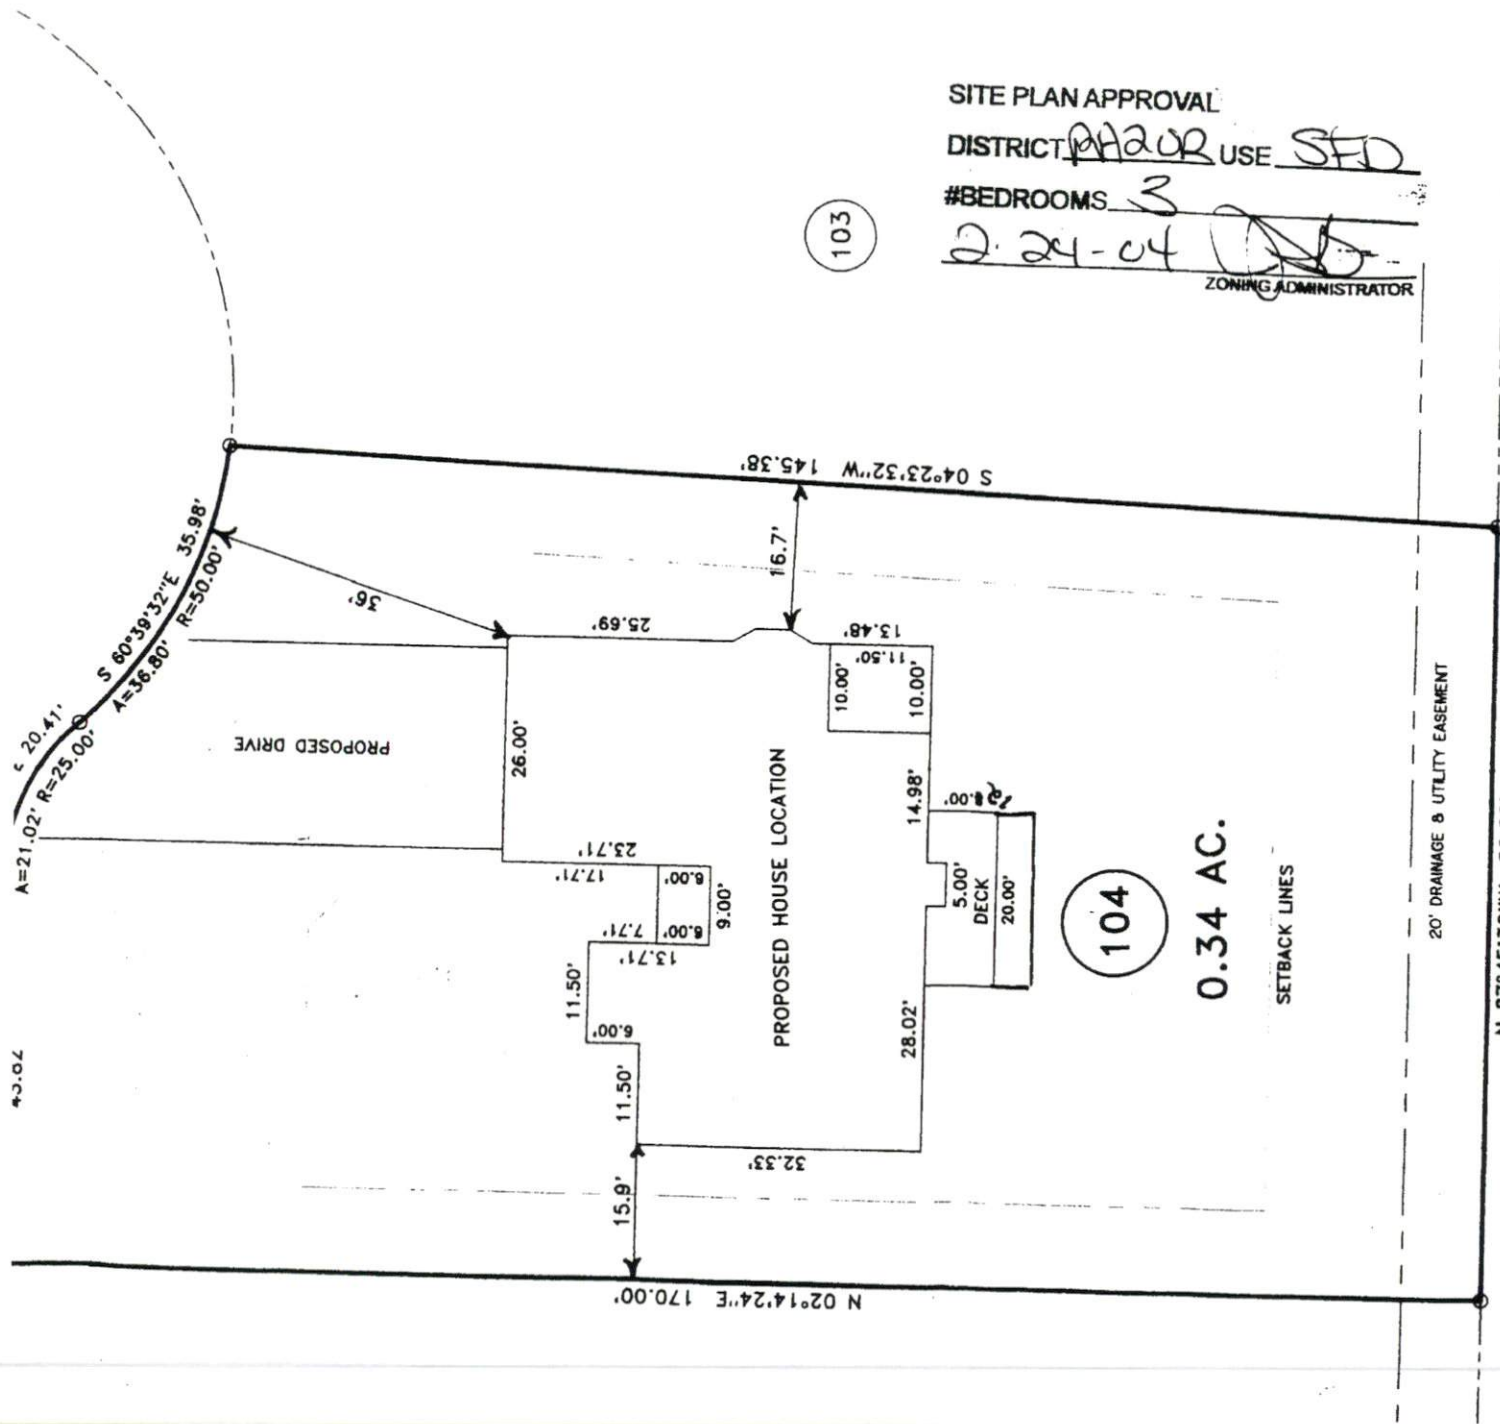 SITE PLAN APPROVAL
DISTRICT RA20R USE SFD
#BEDROOMS 3
2-24-04
ZONING ADMINISTRATOR
103
S 04°23'32"W 145.38'
S 60°39'32"E 35.98'
A=36.80' R=50.00'
20.41'
A=21.02' R=25.00'
36'
16.7'
25.69'
13.48'
11.50'
10.00'
10.00'
PROPOSED DRIVE
26.00'
23.71'
17.71'
6.00'
9.00'
6.00'
7.71'
13.71'
11.50'
6.00'
11.50'
PROPOSED HOUSE LOCATION
14.98'
5.00'
DECK
20.00'
28.02'
32.33'
15.9'
104
0.34 AC.
SETBACK LINES
20' DRAINAGE & UTILITY EASEMENT
43.82
N 02°14'24"E 170.00'